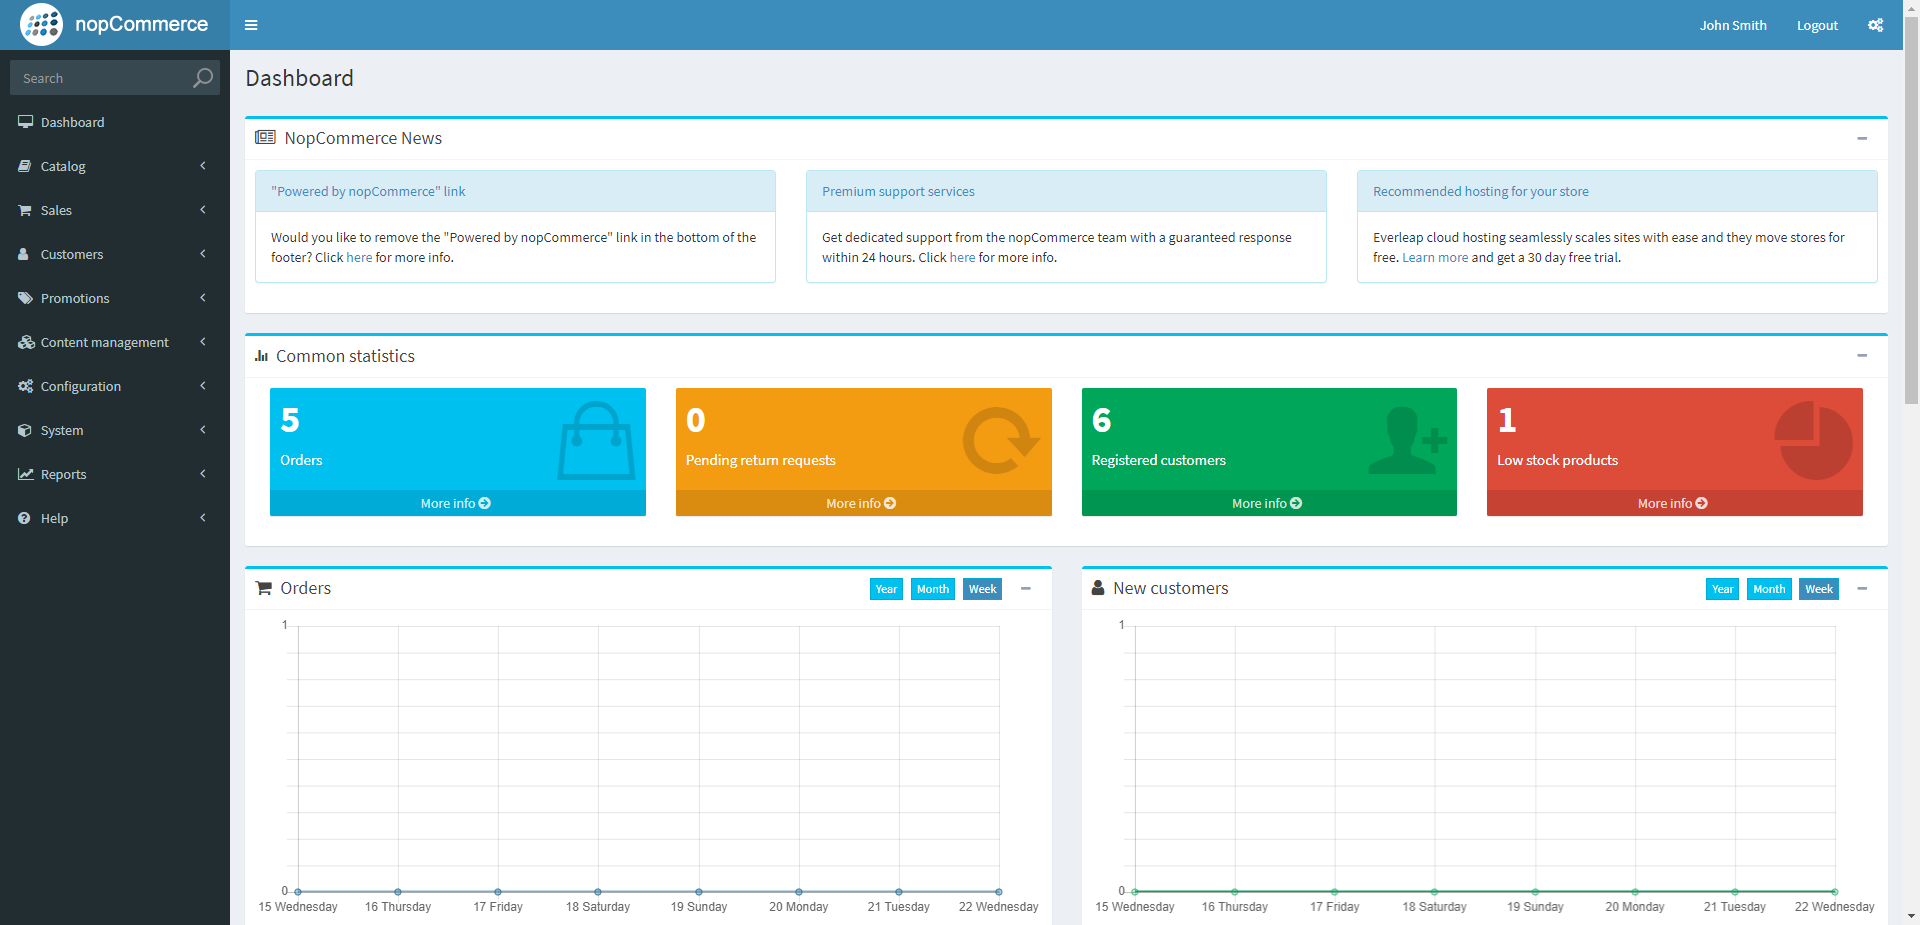 nopCommerce
John Smith
Logout
Search
Dashboard
Catalog
Sales
Customers
Promotions
Content management
Configuration
System
Reports
Help
Dashboard
NopCommerce News
"Powered by nopCommerce" link
Would you like to remove the "Powered by nopCommerce" link in the bottom of the
footer? Click here for more info.
Premium support services
Get dedicated support from the nopCommerce team with a guaranteed response
within 24 hours. Click here for more info.
Recommended hosting for your store
Everleap cloud hosting seamlessly scales sites with ease and they move stores for
free. Learn more and get a 30 day free trial.
Common statistics
5
Orders
More info
0
Pending return requests
More info
6
Registered customers
More info
1
Low stock products
More info
Orders
Year
Month
Week
1
0
15 Wednesday
16 Thursday
17 Friday
18 Saturday
19 Sunday
20 Monday
21 Tuesday
22 Wednesday
New customers
Year
Month
Week
1
0
15 Wednesday
16 Thursday
17 Friday
18 Saturday
19 Sunday
20 Monday
21 Tuesday
22 Wednesday